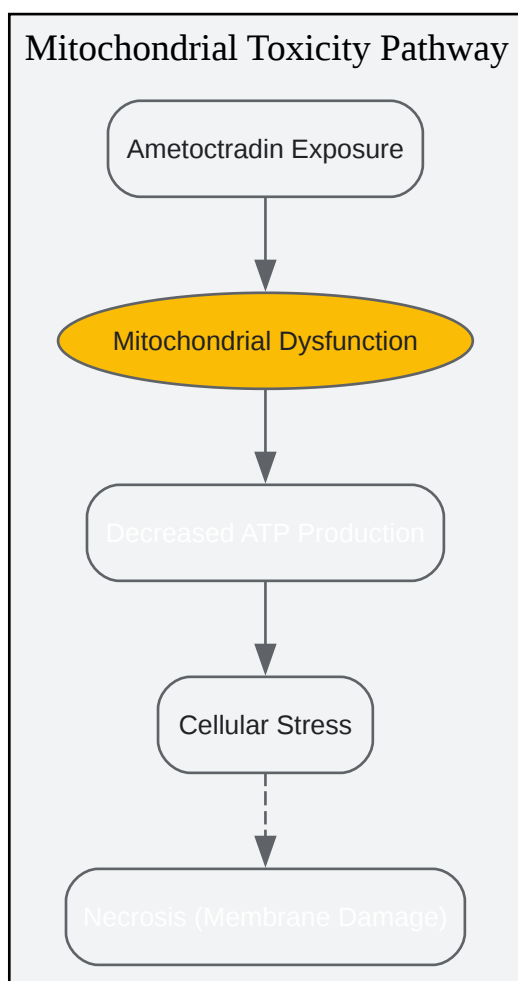 Mitochondrial Toxicity Pathway
Ametoctradin Exposure
Mitochondrial Dysfunction
Decreased ATP Production
Cellular Stress
Necrosis (Membrane Damage)